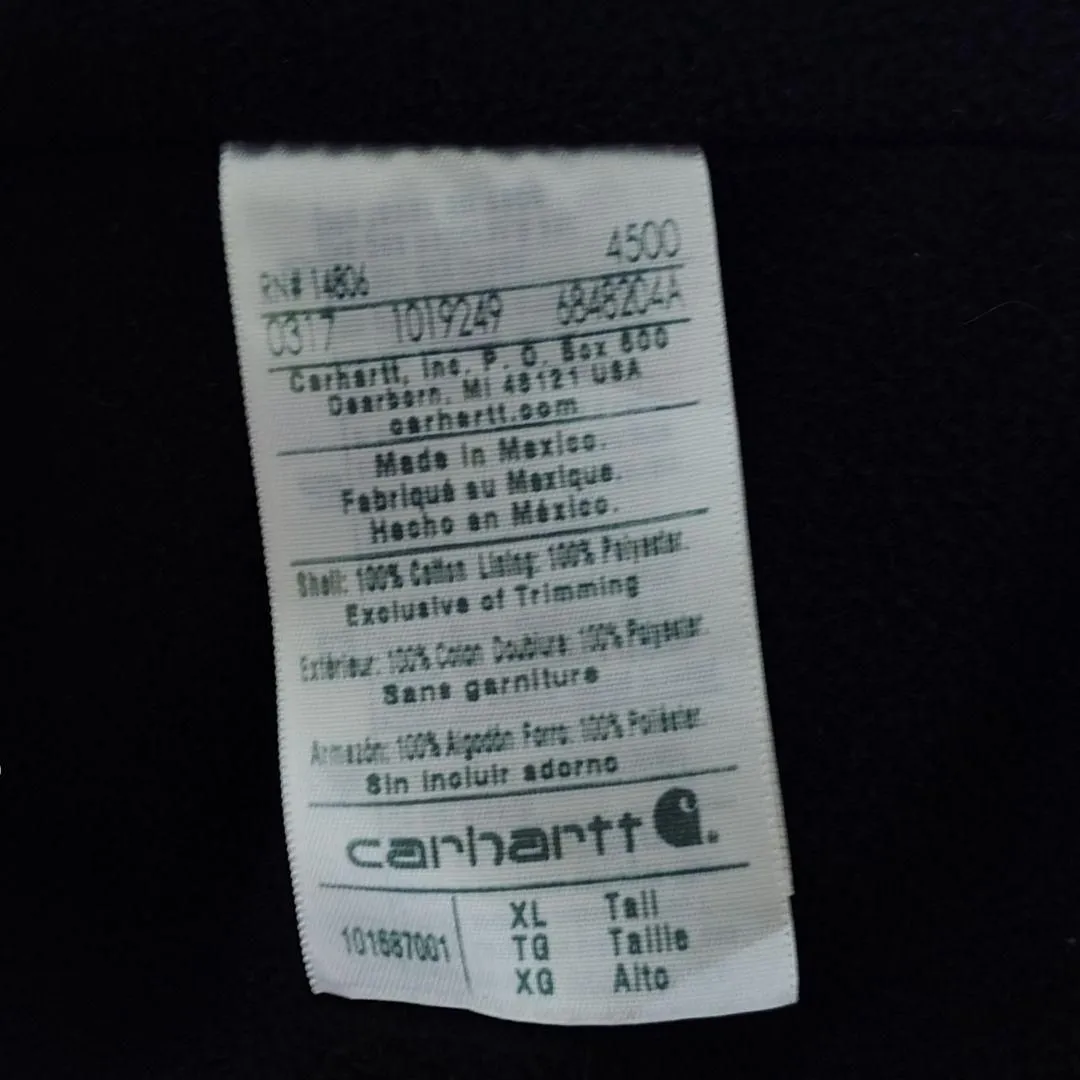 4500
RN# 14806
0317 1019249 6848204A
Carhartt, Inc. P. O. Box 600
Dearborn, MI 48121 USA
carhartt.com
Made in Mexico.
Fabriqué au Mexique.
Hecho en México.
Shell: 100% Cotton Lining: 100% Polyester.
Exclusive of Trimming
Extérieur: 100% Coton Doublure: 100% Polyester.
Sans garniture
Armazón: 100% Algodón Forro: 100% Poliéster.
Sin incluir adorno
carhartt
101687001
XL Tall
TG Taille
XG Alto